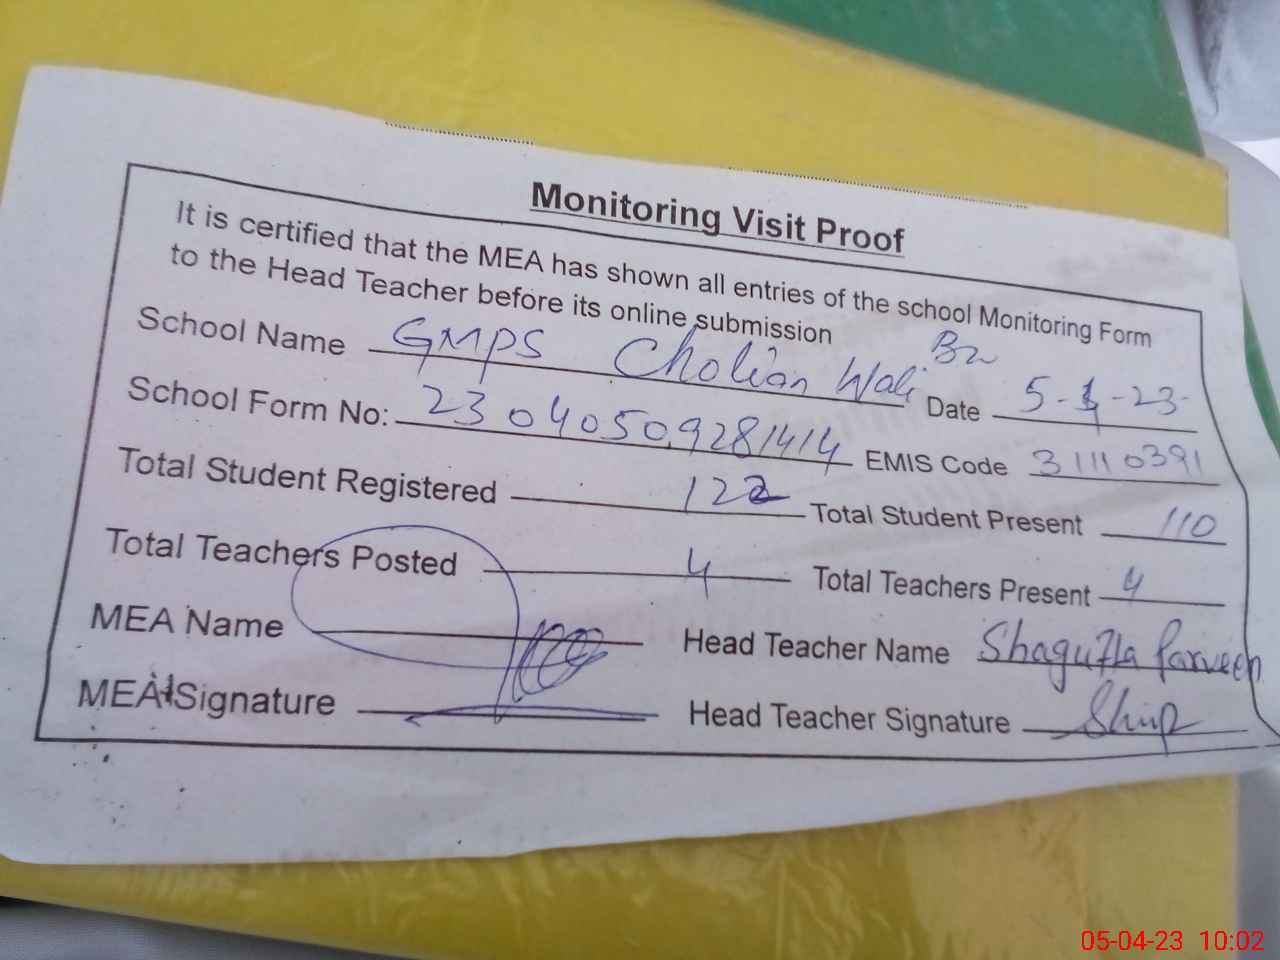 Monitoring Visit Proof
It is certified that the MEA has shown all entries of the school Monitoring Form
to the Head Teacher before its online submission
School Name GMPS Cholian Wali Date 5-4-23
School Form No: 23040509281414 EMIS Code 31110391
Total Student Registered 122 Total Student Present 110
Total Teachers Posted 4 Total Teachers Present 4
MEA Name Head Teacher Name Shagufta Parveen
MEA Signature Head Teacher Signature
05-04-23 10:02